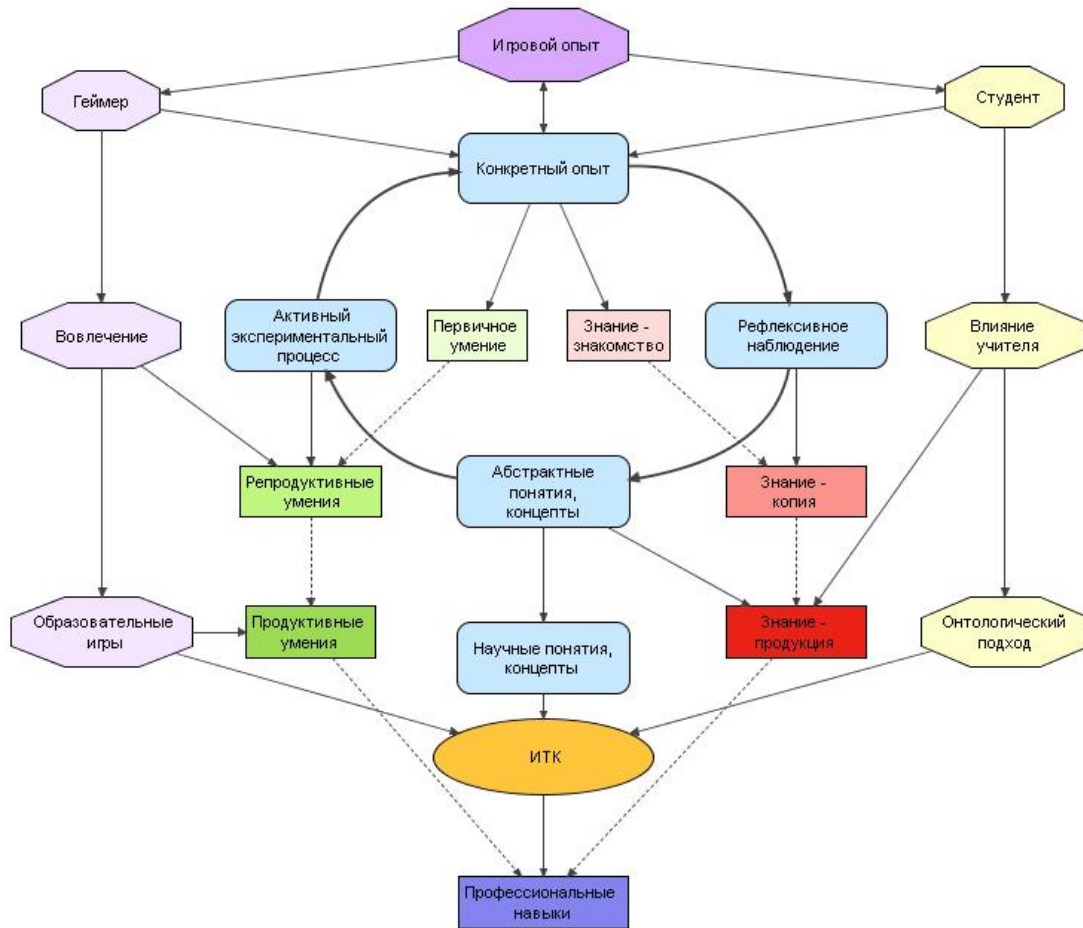 Игровой опыт
Геймер
Студент
Конкретный опыт
Активный
экспериментальный
процесс
Первичное
умение
Знание -
знакомство
Рефлексивное
наблюдение
Вовлечение
Влияние
учителя
Репродуктивные
умения
Абстрактные
понятия,
концепты
Знание -
копия
Образовательные
игры
Продуктивные
умения
Научные понятия,
концепты
Знание -
продукция
Онтологический
подход
ИТК
Профессиональные
навыки